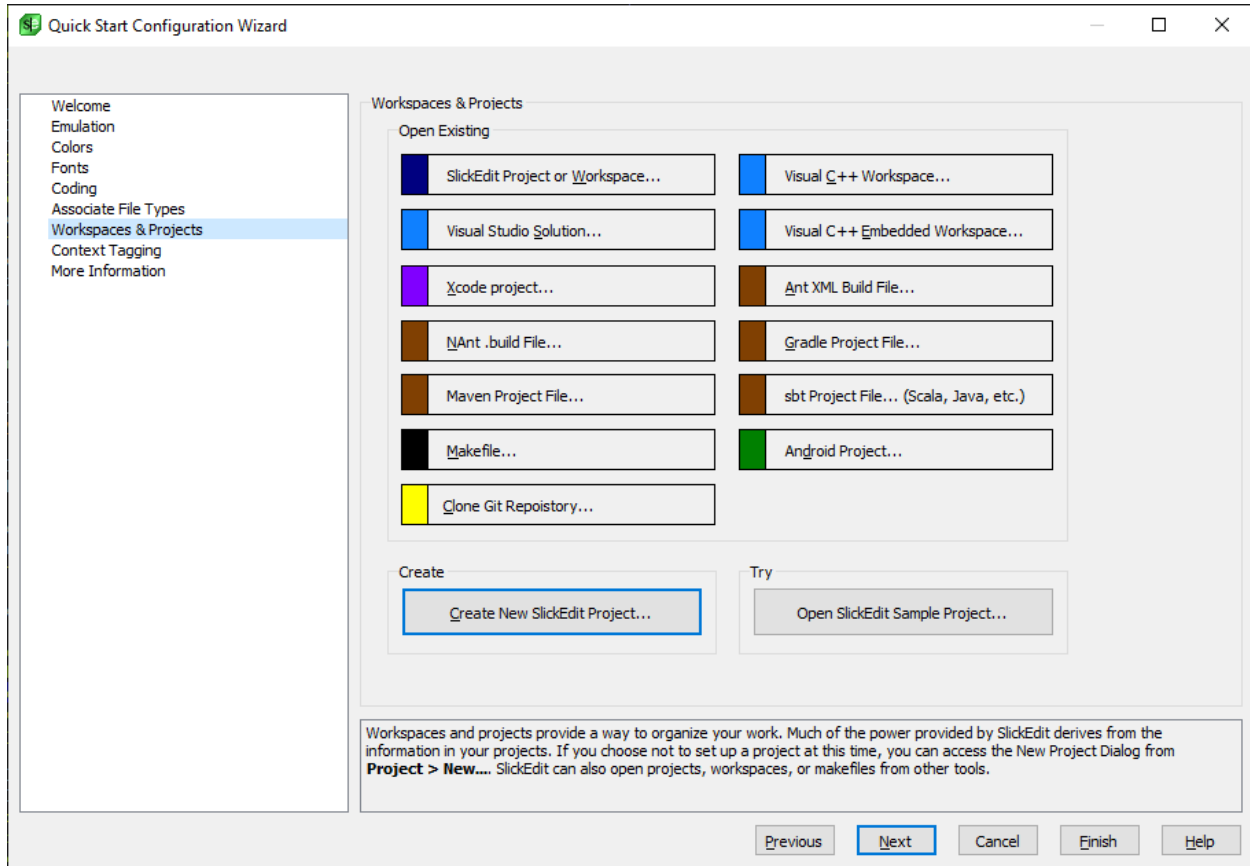 Quick Start Configuration Wizard
Welcome
Emulation
Colors
Fonts
Coding
Associate File Types
Workspaces & Projects
Context Tagging
More Information
Workspaces & Projects
Open Existing
SlickEdit Project or Workspace...
Visual C++ Workspace...
Visual Studio Solution...
Visual C++ Embedded Workspace...
Xcode project...
Ant XML Build File...
NAnt .build File...
Gradle Project File...
Maven Project File...
sbt Project File... (Scala, Java, etc.)
Makefile...
Android Project...
Clone Git Repoistory...
Create
Create New SlickEdit Project...
Try
Open SlickEdit Sample Project...
Workspaces and projects provide a way to organize your work. Much of the power provided by SlickEdit derives from the
information in your projects. If you choose not to set up a project at this time, you can access the New Project Dialog from
Project > New.... SlickEdit can also open projects, workspaces, or makefiles from other tools.
Previous
Next
Cancel
Finish
Help